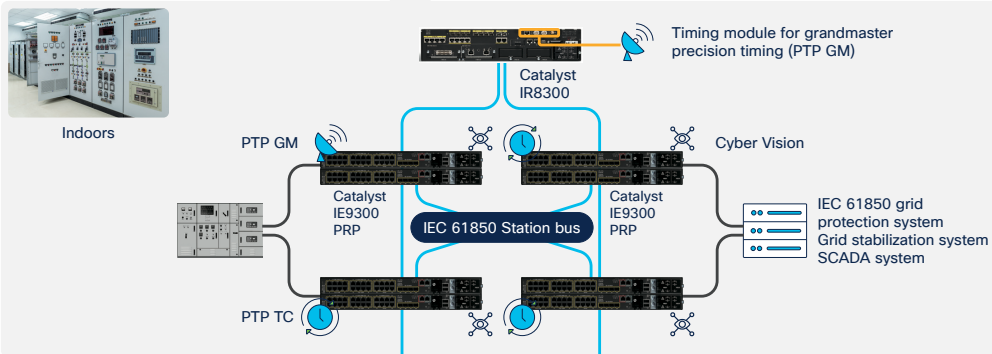 Timing module for grandmaster
precision timing (PTP GM)
Catalyst
IR8300
Indoors
PTP GM
Cyber Vision
Catalyst
IE9300
PRP
Catalyst
IE9300
PRP
IEC 61850 Station bus
IEC 61850 grid
protection system
Grid stabilization system
SCADA system
PTP TC